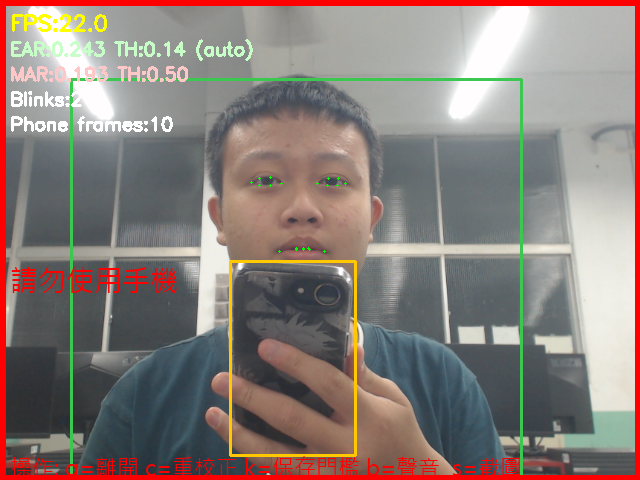 FPS:22.0
EAR:0.243 TH:0.14 (auto)
MAR:0.193 TH:0.50
Blinks:2
Phone frames:10
請勿使用手機
操作: q=離開 c=重校正 k=保存門檻 b=聲音 s=截圖